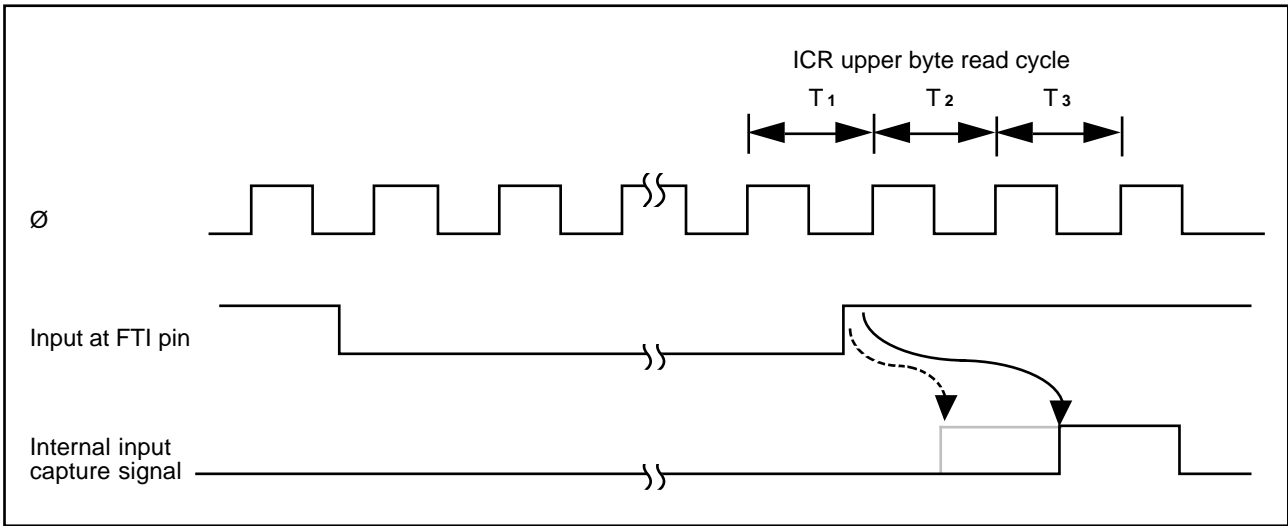 ICR upper byte read cycle
T1 T2 T3
Ø
Input at FTI pin
Internal input
capture signal